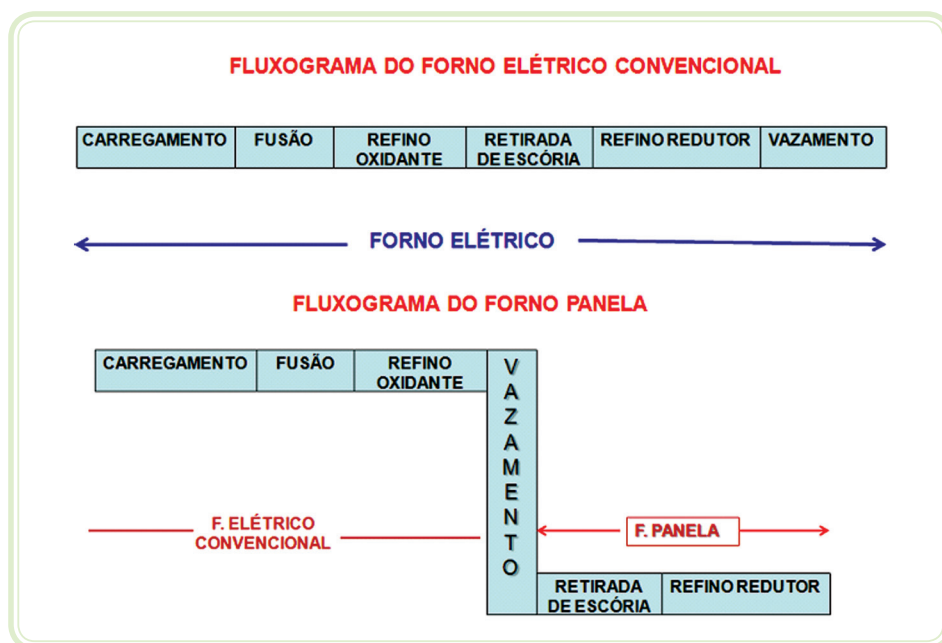 FLUXOGRAMA DO FORNO ELÉTRICO CONVENCIONAL
CARREGAMENTO
FUSÃO
REFINO
OXIDANTE
RETIRADA
DE ESCÓRIA
REFINO REDUTOR
VAZAMENTO
FORNO ELÉTRICO
FLUXOGRAMA DO FORNO PANELA
CARREGAMENTO
FUSÃO
REFINO
OXIDANTE
VAZAMENTO
F. ELÉTRICO
CONVENCIONAL
F. PANELA
RETIRADA
DE ESCÓRIA
REFINO REDUTOR